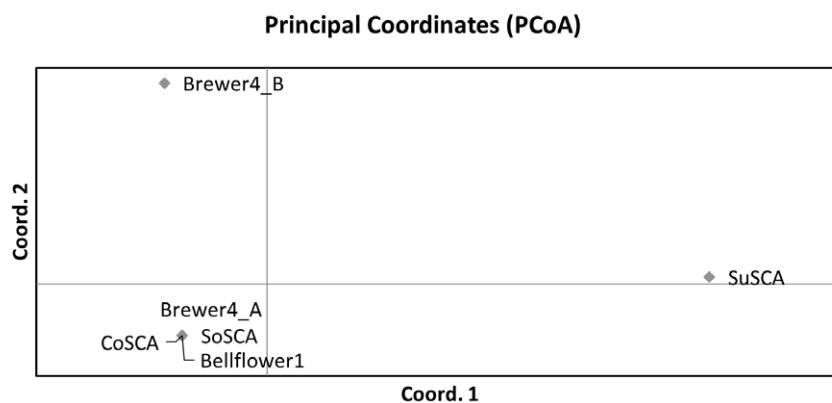 Principal Coordinates (PCoA)
Brewer4_B
Coord. 2
SuSCA
Brewer4_A
CoSCA
SoSCA
Bellflower1
Coord. 1